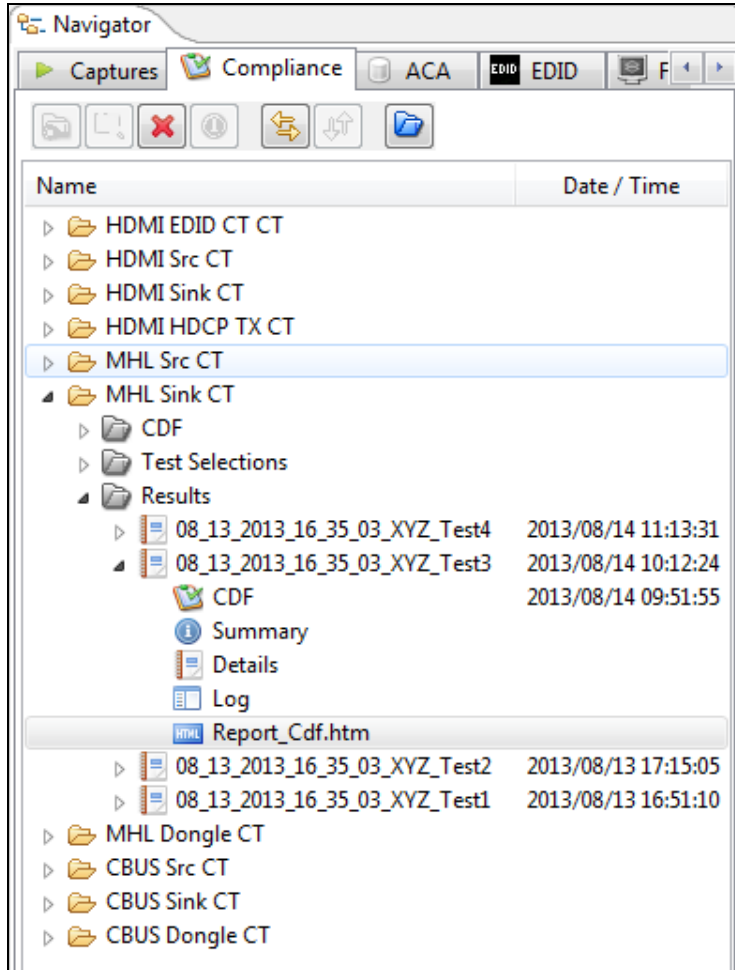 Navigator
Captures Compliance ACA EDID EDID F
Name Date / Time
HDMI EDID CT CT
HDMI Src CT
HDMI Sink CT
HDMI HDCP TX CT
MHL Src CT
MHL Sink CT
CDF
Test Selections
Results
08_13_2013_16_35_03_XYZ_Test4 2013/08/14 11:13:31
08_13_2013_16_35_03_XYZ_Test3 2013/08/14 10:12:24
CDF 2013/08/14 09:51:55
Summary
Details
Log
HTML Report_Cdf.htm
08_13_2013_16_35_03_XYZ_Test2 2013/08/13 17:15:05
08_13_2013_16_35_03_XYZ_Test1 2013/08/13 16:51:10
MHL Dongle CT
CBUS Src CT
CBUS Sink CT
CBUS Dongle CT